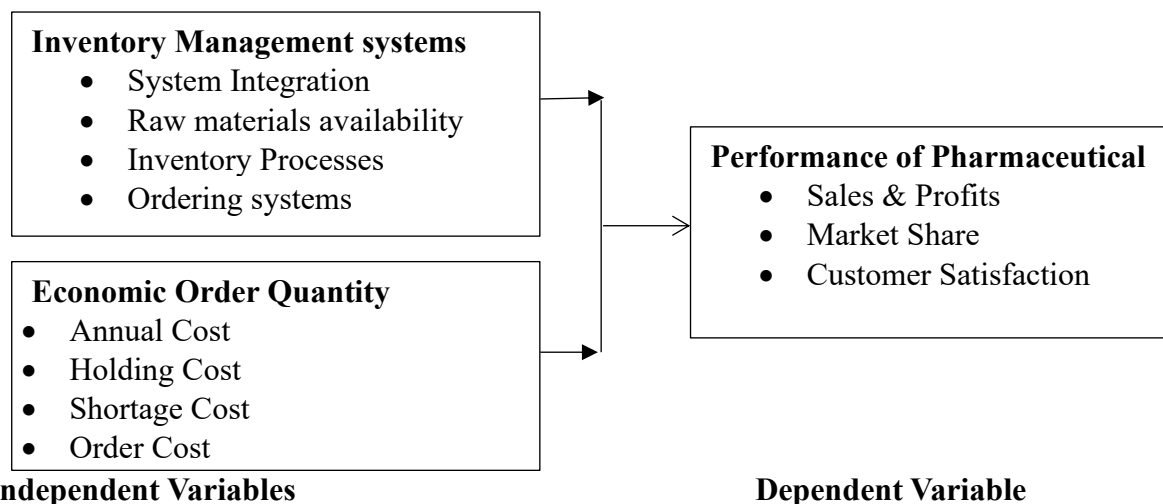 Inventory Management systems
• System Integration
• Raw materials availability
• Inventory Processes
• Ordering systems
Performance of Pharmaceutical
• Sales & Profits
• Market Share
• Customer Satisfaction
Economic Order Quantity
• Annual Cost
• Holding Cost
• Shortage Cost
• Order Cost
ndependent Variables
Dependent Variable